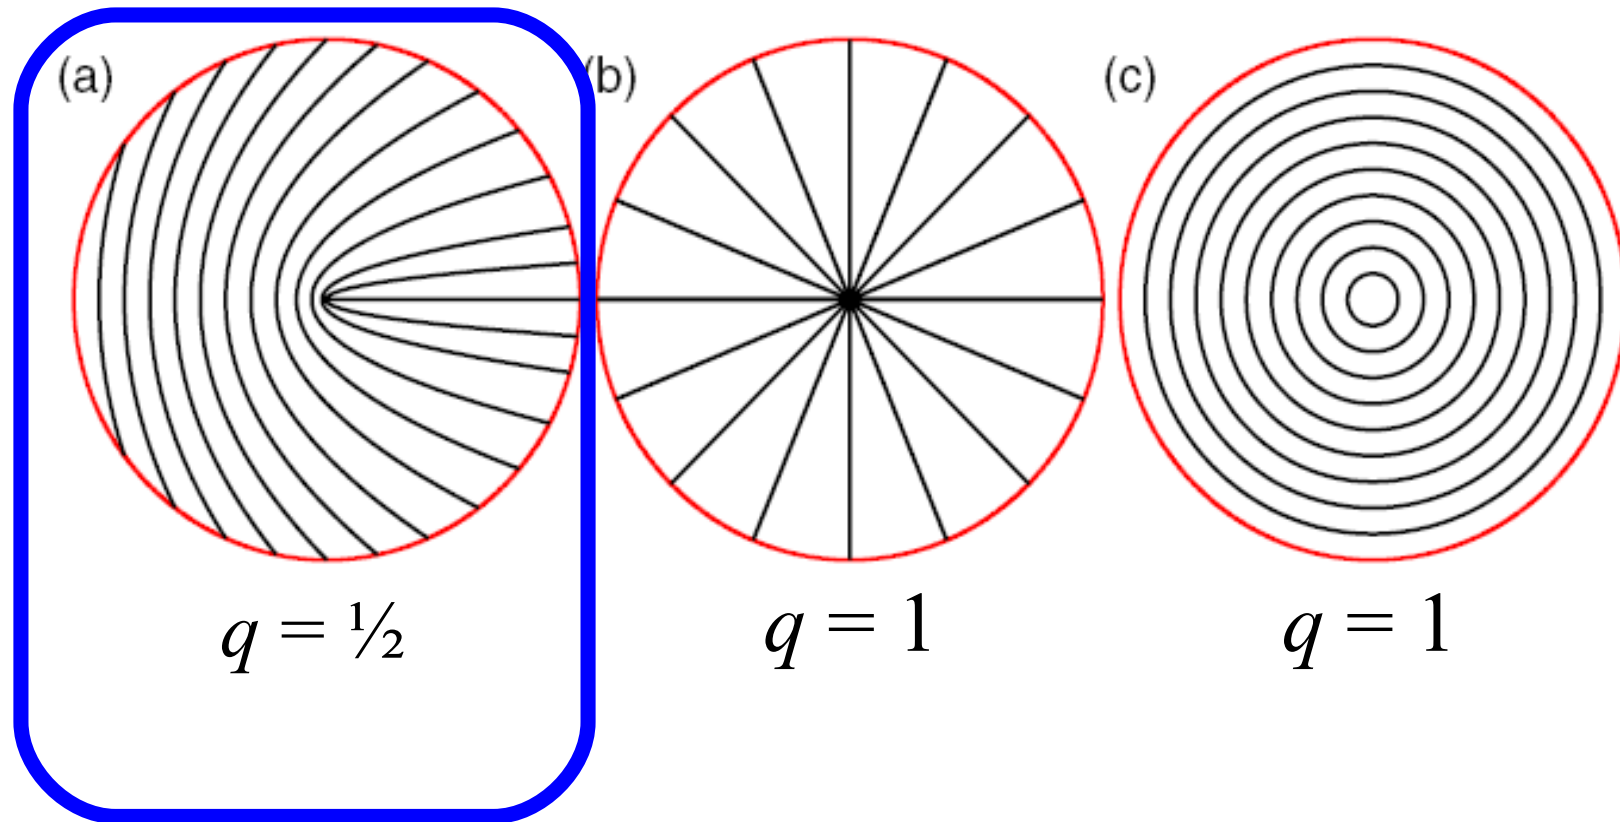 (a) (b) (c)
q = ½ q = 1 q = 1